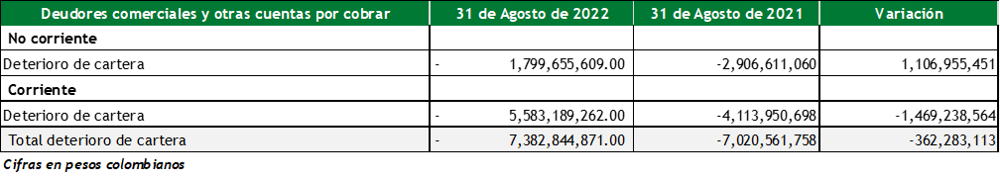 Deudores comerciales y otras cuentas por cobrar 31 de Agosto de 2022 31 de Agosto de 2021 Variación
No corriente
Deterioro de cartera - 1,799,655,609.00 -2,906,611,060 1,106,955,451
Corriente
Deterioro de cartera - 5,583,189,262.00 -4,113,950,698 -1,469,238,564
Total deterioro de cartera - 7,382,844,871.00 -7,020,561,758 -362,283,113
Cifras en pesos colombianos